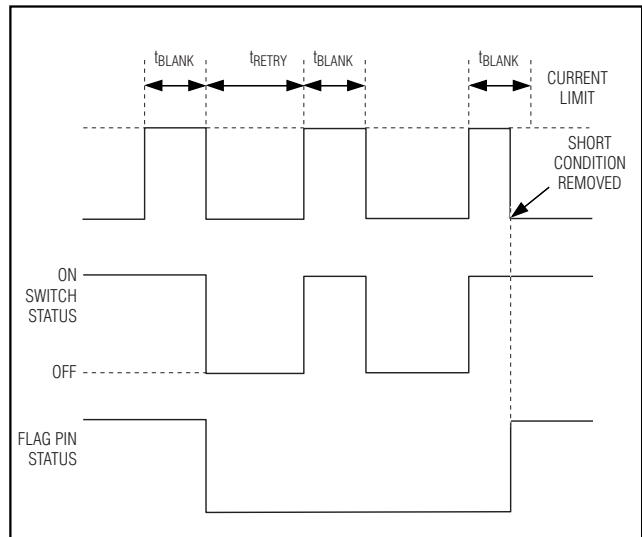 tBLANK tRETRY tBLANK tBLANK
CURRENT
LIMIT
SHORT
CONDITION
REMOVED
ON
SWITCH
STATUS
OFF
FLAG PIN
STATUS